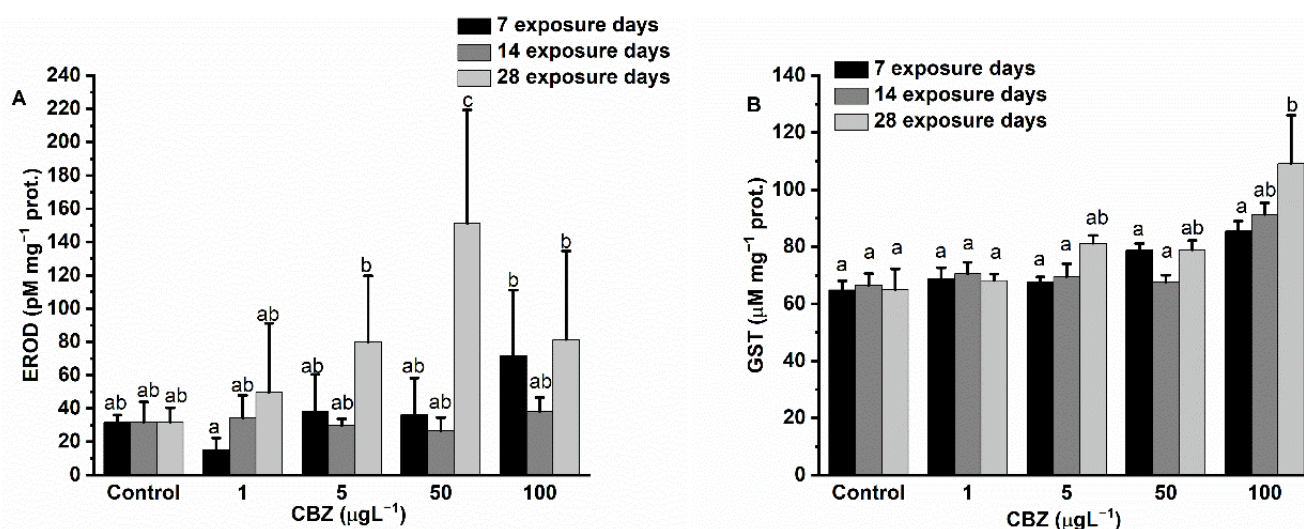 7 exposure days
14 exposure days
28 exposure days
A
EROD (pM mg⁻¹ prot.)
240
220
200
180
160
140
120
100
80
60
40
20
0
ab ab ab
a ab ab
ab ab b
ab ab c
b ab b
Control 1 5 50 100
CBZ (μgL⁻¹)
7 exposure days
14 exposure days
28 exposure days
B
GST (μM mg⁻¹ prot.)
140
120
100
80
60
40
20
0
a a a
a a a
a a ab
a a ab
a ab b
Control 1 5 50 100
CBZ (μgL⁻¹)